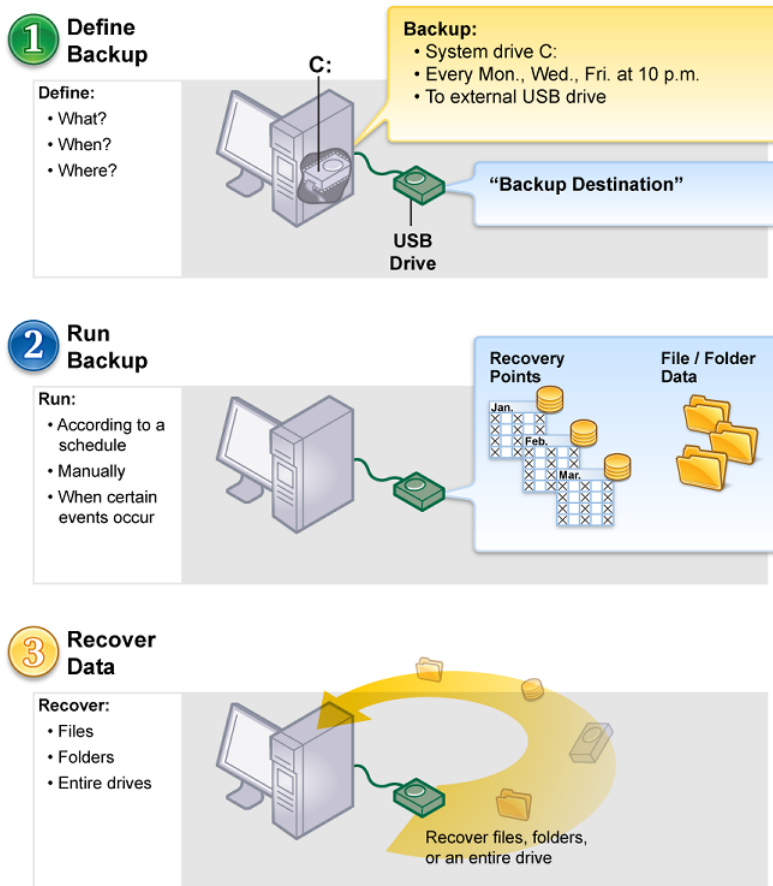 1
Define
Backup
Define:
• What?
• When?
• Where?
C:
Backup:
• System drive C:
• Every Mon., Wed., Fri. at 10 p.m.
• To external USB drive
“Backup Destination”
USB
Drive
2
Run
Backup
Run:
• According to a
schedule
• Manually
• When certain
events occur
Recovery
Points
Jan.
Feb.
Mar.
File / Folder
Data
3
Recover
Data
Recover:
• Files
• Folders
• Entire drives
Recover files, folders,
or an entire drive